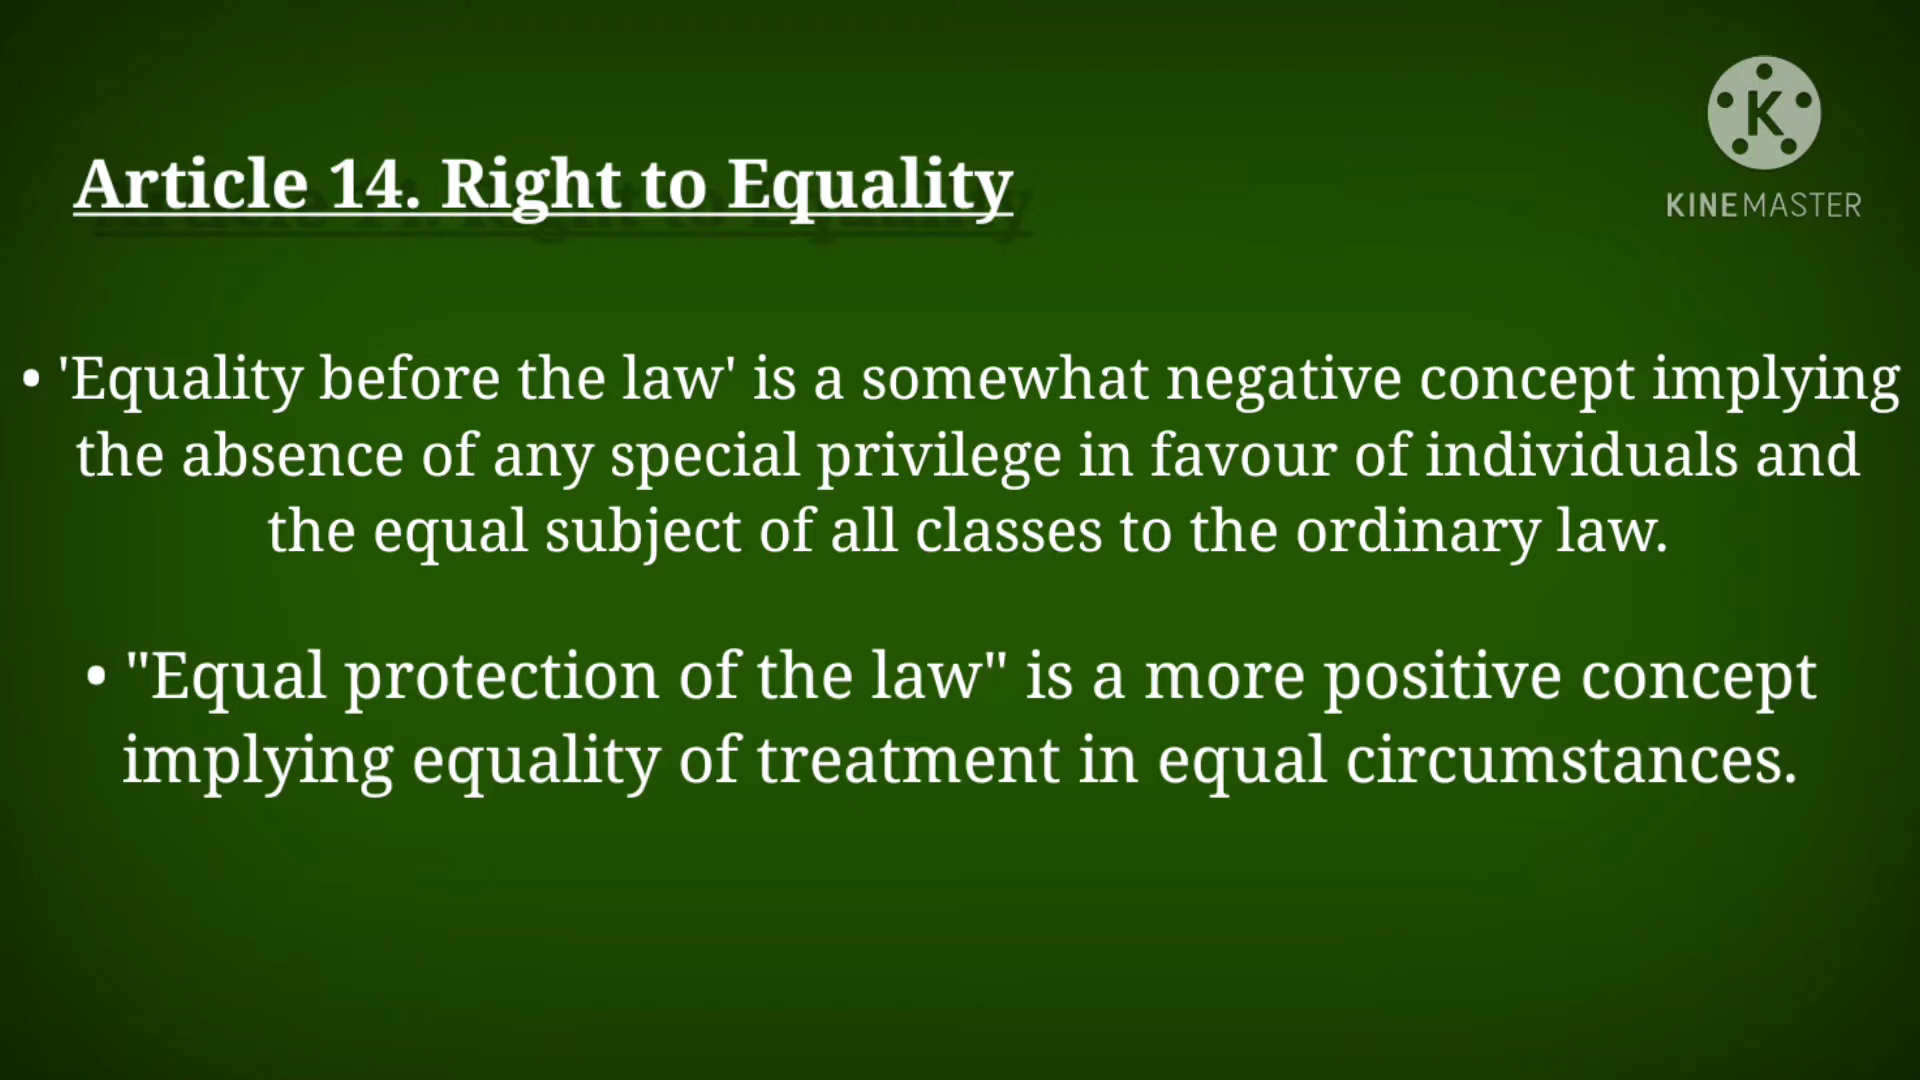 K
KINEMASTER
Article 14. Right to Equality
• 'Equality before the law' is a somewhat negative concept implying
the absence of any special privilege in favour of individuals and
the equal subject of all classes to the ordinary law.
• "Equal protection of the law" is a more positive concept
implying equality of treatment in equal circumstances.